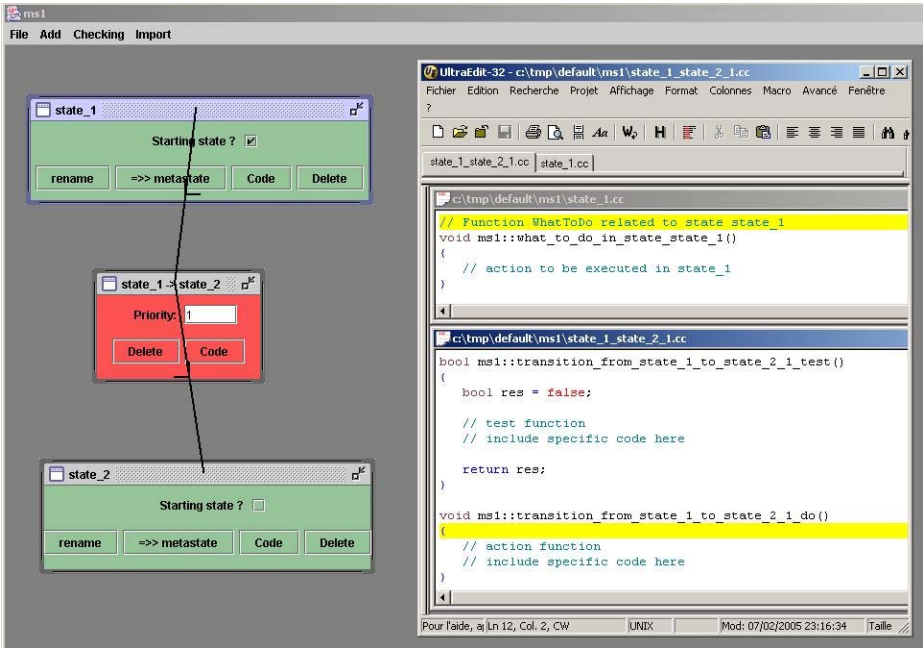 ms1
File Add Checking Import
state_1
Starting state ?
rename =>> metastate Code Delete
state_1 -> state_2
Priority: 1
Delete Code
state_2
Starting state ?
rename =>> metastate Code Delete
UltraEdit-32 - c:\tmp\default\ms1\state_1_state_2_1.cc
Fichier Edition Recherche Projet Affichage Format Colonnes Macro Avancé Fenêtre
?
state_1_state_2_1.cc state_1.cc
c:\tmp\default\ms1\state_1.cc
// Function WhatToDo related to state state_1
void ms1::what_to_do_in_state_state_1()
{
// action to be executed in state_1
}
c:\tmp\default\ms1\state_1_state_2_1.cc
bool ms1::transition_from_state_1_to_state_2_1_test()
{
bool res = false;
// test function
// include specific code here
return res;
}
void ms1::transition_from_state_1_to_state_2_1_do()
{
// action function
// include specific code here
}
Pour l'aide, a Ln 12, Col. 2, CW UNIX Mod: 07/02/2005 23:16:34 Taille